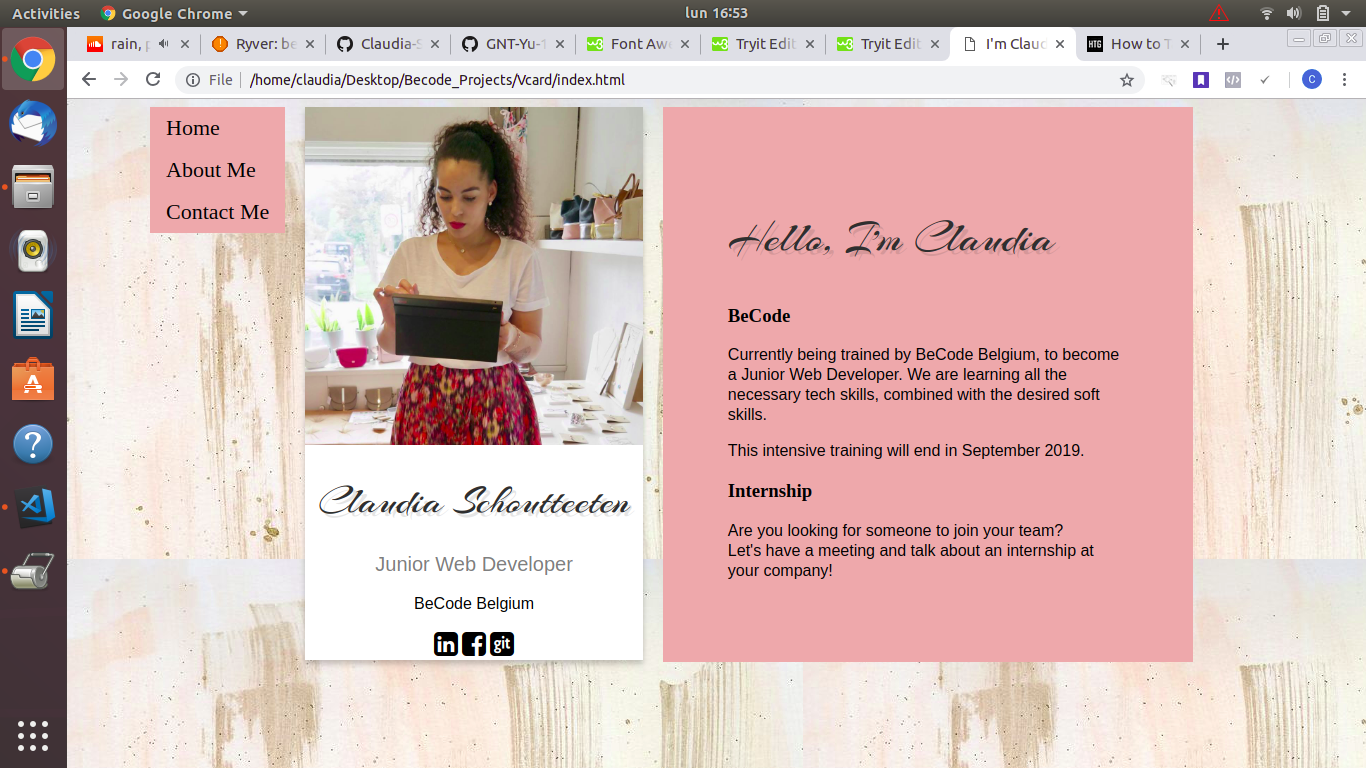 Activities
Google Chrome
lun 16:53
rain, p
Ryver: be
Claudia-S
GNT-Yu-1
Font Awe
Tryit Edit
Tryit Edit
I'm Claud
HTG
How to T
File
/home/claudia/Desktop/Becode_Projects/Vcard/index.html
C
Home
About Me
Contact Me
Claudia Schoutteeten
Junior Web Developer
BeCode Belgium
in f git
Hello, I'm Claudia
BeCode
Currently being trained by BeCode Belgium, to become
a Junior Web Developer. We are learning all the
necessary tech skills, combined with the desired soft
skills.
This intensive training will end in September 2019.
Internship
Are you looking for someone to join your team?
Let's have a meeting and talk about an internship at
your company!